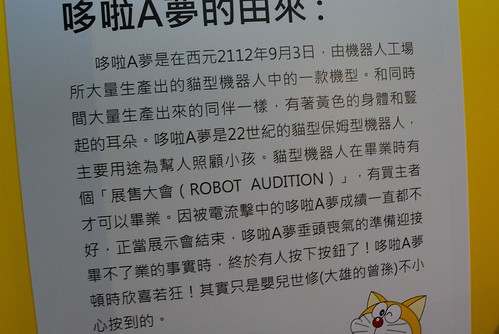 哆啦A夢的由來：
哆啦A夢是在西元2112年9月3日，由機器人工場
所大量生產出的貓型機器人中的一款機型。和同時
間大量生產出來的同伴一樣，有著黃色的身體和豎
起的耳朵。哆啦A夢是22世紀的貓型保姆型機器人，
主要用途為幫人照顧小孩。貓型機器人在畢業時有
個「展售大會（ROBOT AUDITION）」，有買主者
才可以畢業。因被電流擊中的哆啦A夢成績一直都不
好，正當展示會結束，哆啦A夢垂頭喪氣的準備迎接
畢不了業的事實時，終於有人按下按鈕了！哆啦A夢
頓時欣喜若狂！其實只是嬰兒世修(大雄的曾孫)不小
心按到的。